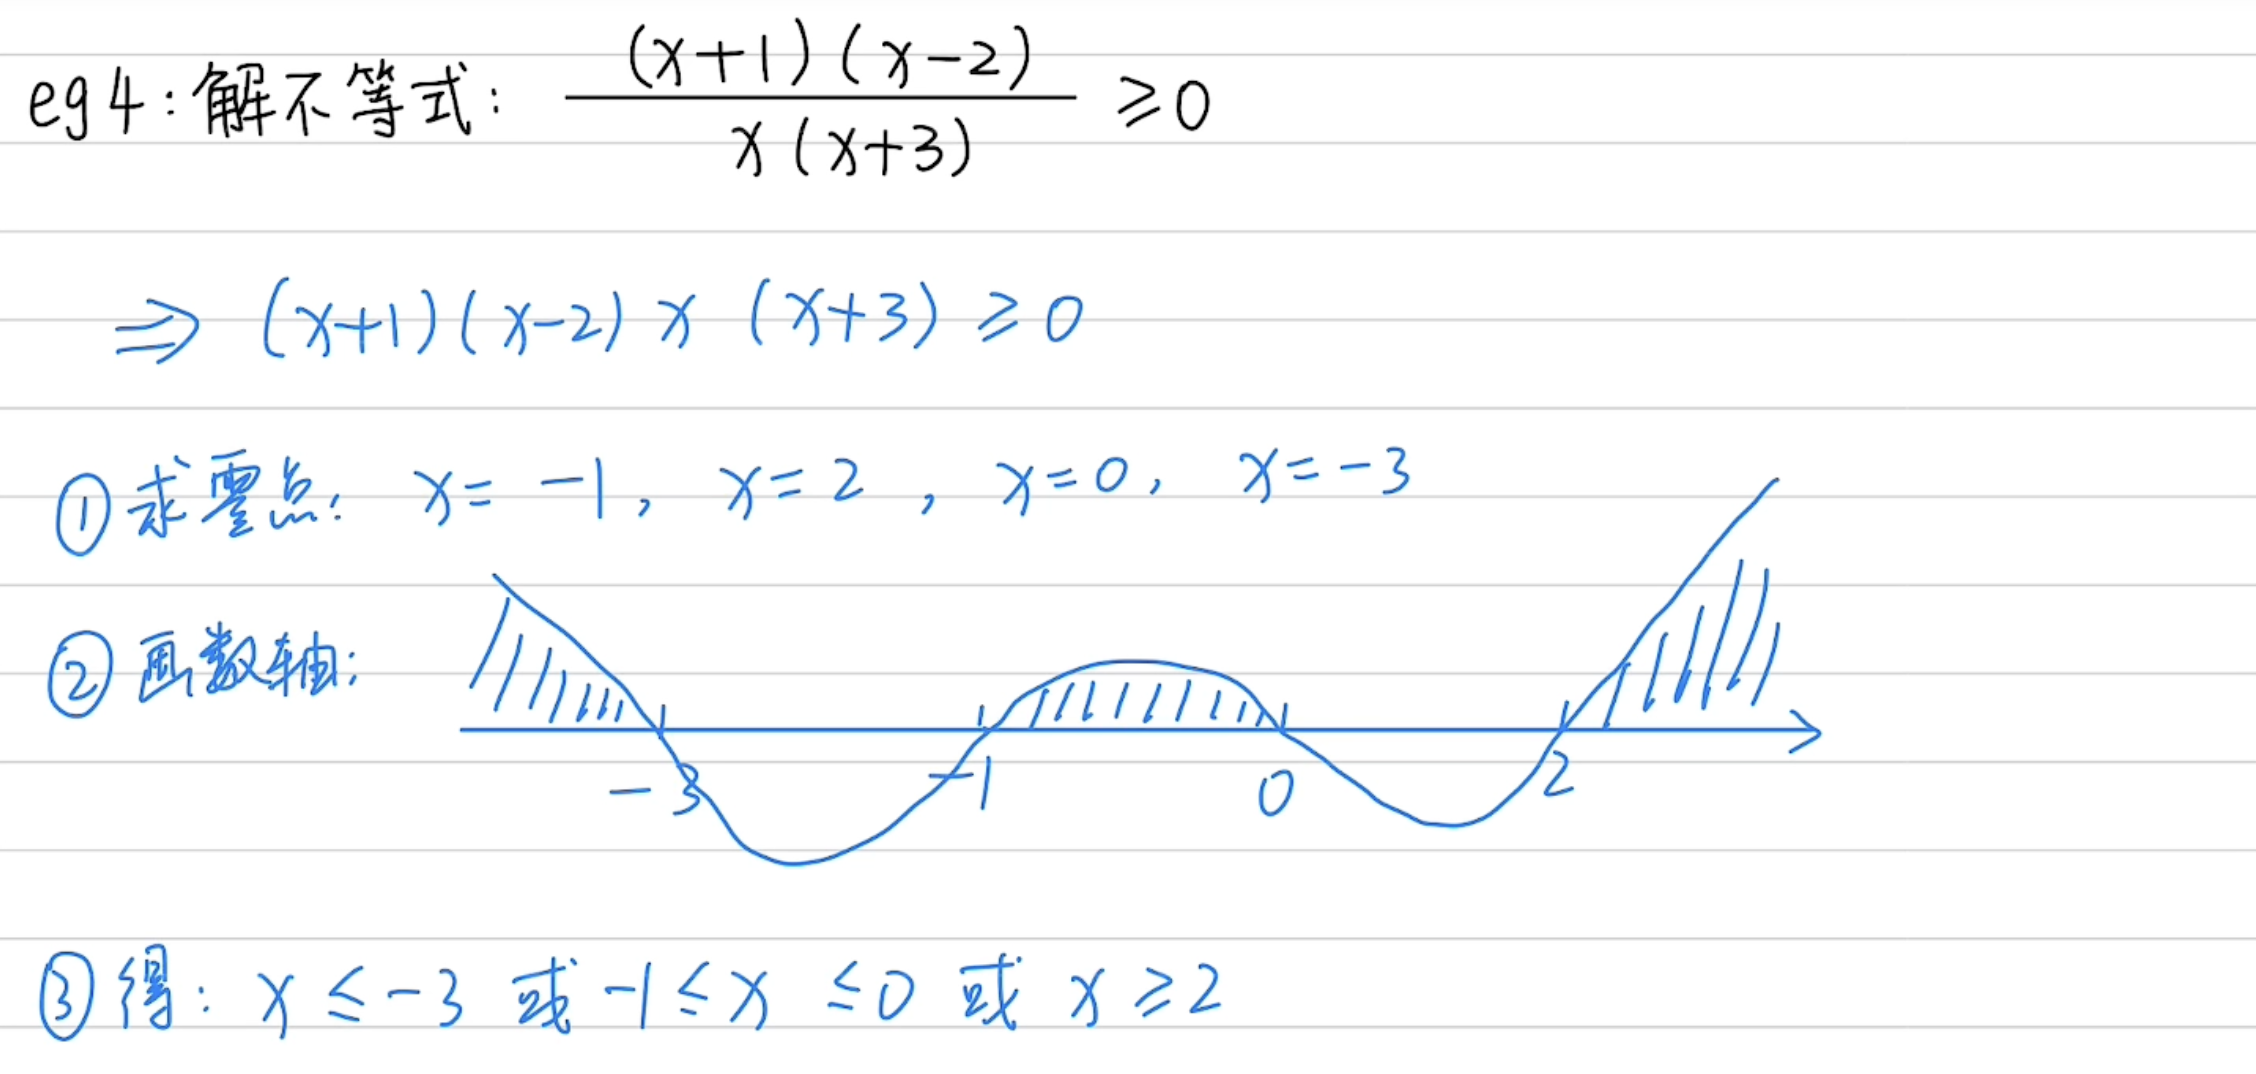 eg4:解不等式: (x+1)(x-2) / x(x+3) ≥0
⇒ (x+1)(x-2) x (x+3) ≥ 0
①求零点: x= -1, x=2, x=0, x=-3
②画数轴:
-3 -1 0 2
③得: x ≤ -3 或 -1 ≤ x ≤0 或 x ≥2